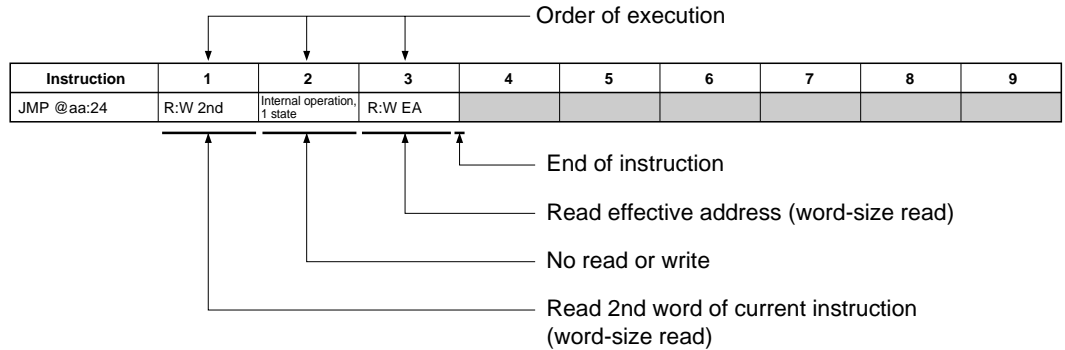 Order of execution
Instruction 1 2 3 4 5 6 7 8 9
JMP @aa:24 R:W 2nd Internal operation, 1 state R:W EA
End of instruction
Read effective address (word-size read)
No read or write
Read 2nd word of current instruction
(word-size read)